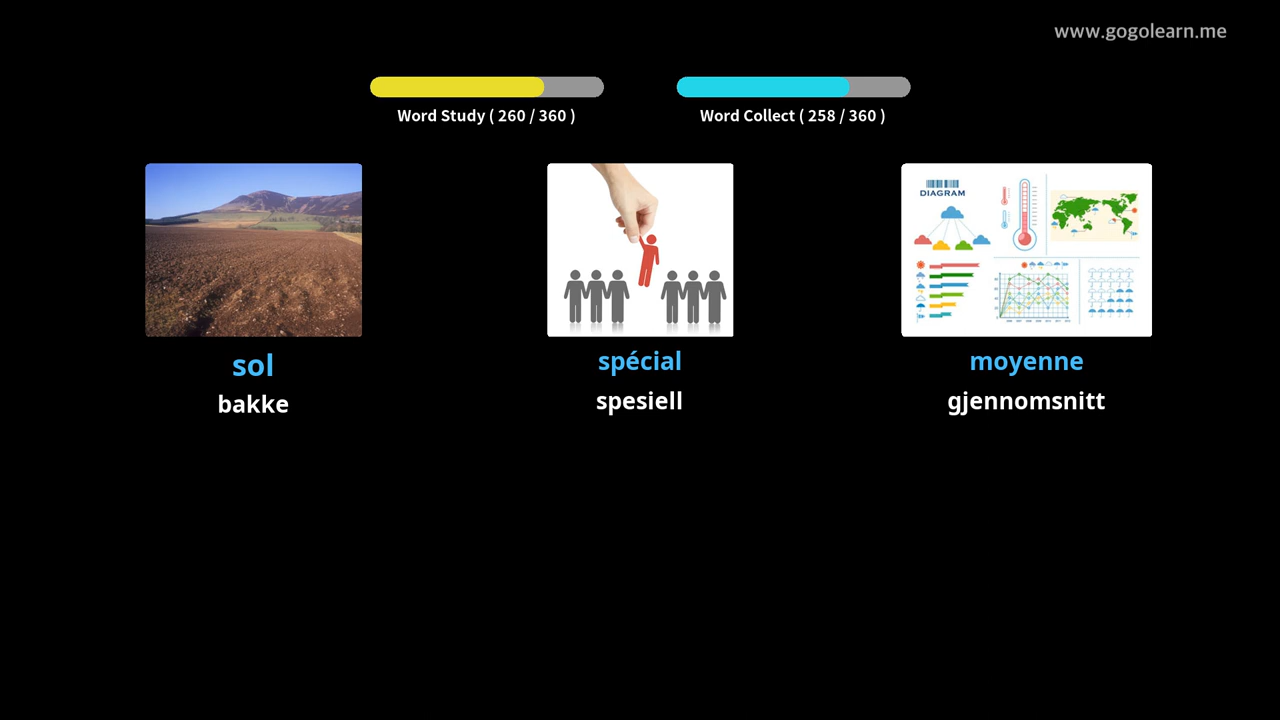 www.gogolearn.me
Word Study ( 260 / 360 )
Word Collect ( 258 / 360 )
DIAGRAM
sol
spécial
moyenne
bakke
spesiell
gjennomsnitt